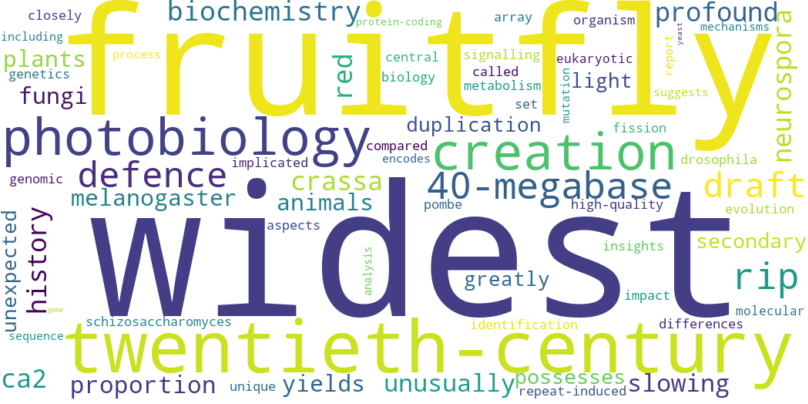 closely
biochemistry
protein-coding
array
organism
profound
including
fruitfly
mechanisms
yeast
plants
process
red
central
signalling
eukaryotic
report
genetics
biology
called
metabolism
light
mutation
suggests
neurospora
fungi
set
photobiology
duplication
fission
compared
creation
implicated
encodes
drosophila
genomic
defence
crassa
40-megabase
draft
melanogaster
animals
pombe
high-quality
evolution
unexpected
history
widest
aspects
insights
secondary
analysis
greatly
rip
impact
gene
molecular
schizosaccharomyces
identification
differences
sequence
twentieth-century
ca2
proportion
unique
yields
unusually
possesses
repeat-induced
slowing